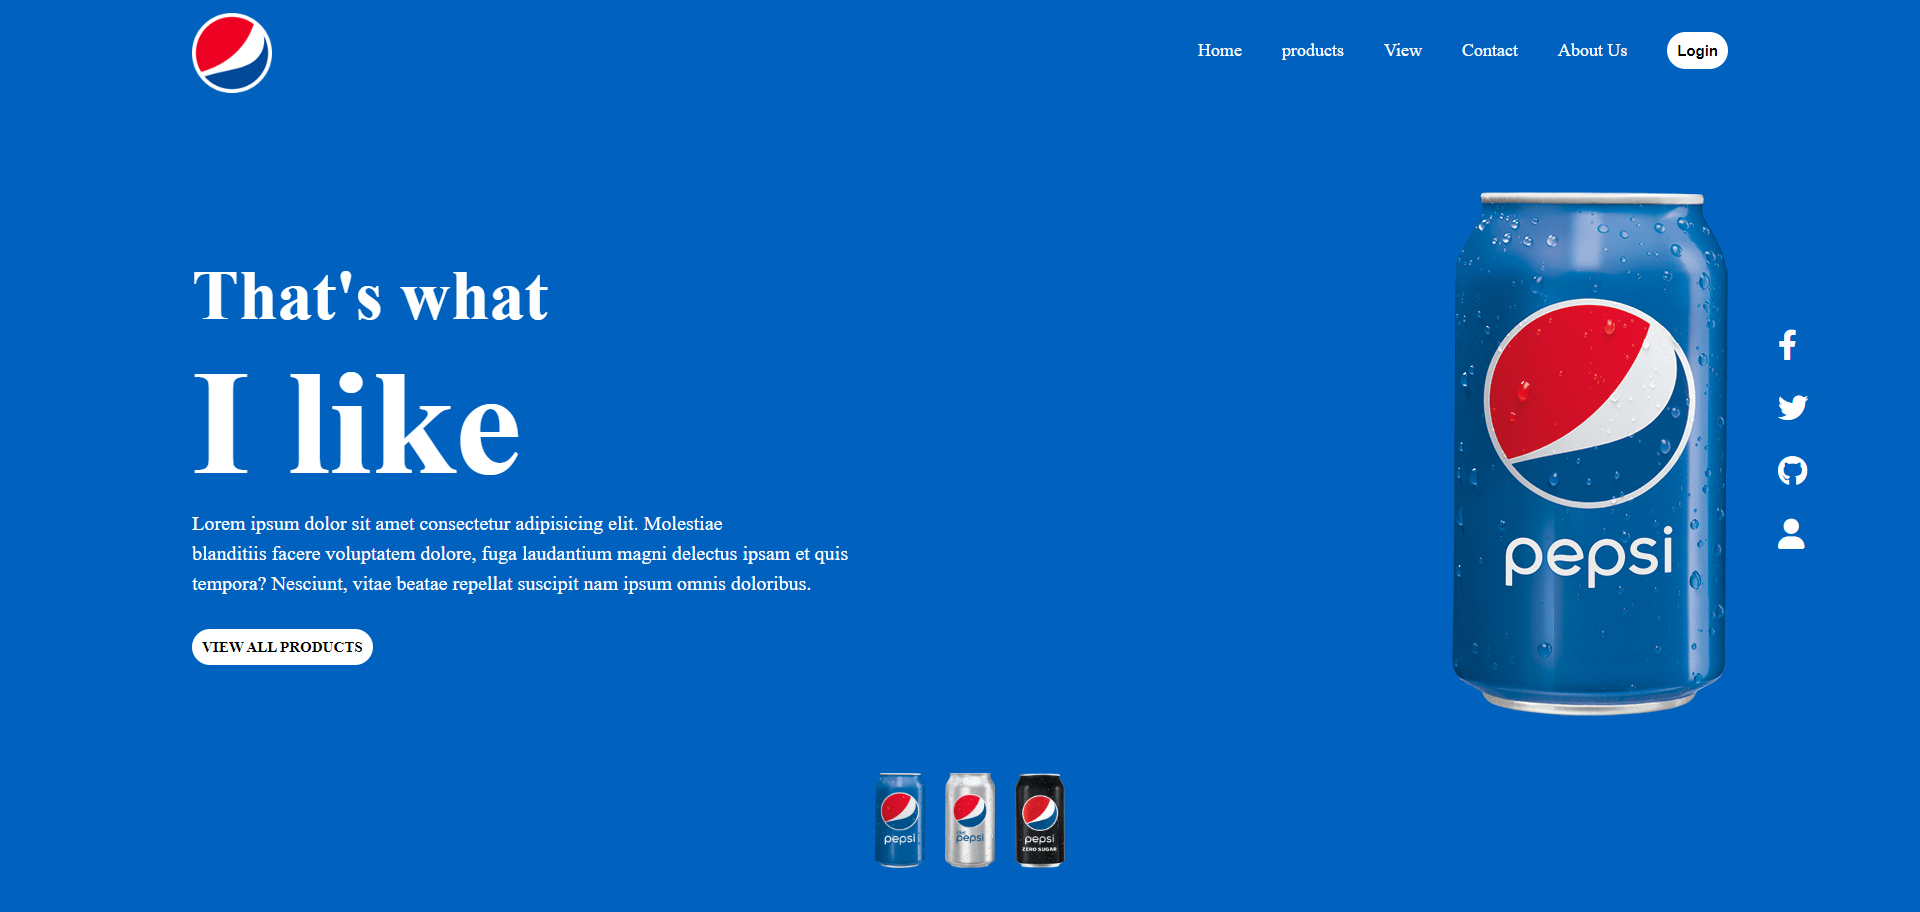 Home products View Contact About Us Login
That's what
I like
Lorem ipsum dolor sit amet consectetur adipisicing elit. Molestiae
blanditiis facere voluptatem dolore, fuga laudantium magni delectus ipsam et quis
tempora? Nesciunt, vitae beatae repellat suscipit nam ipsum omnis doloribus.
VIEW ALL PRODUCTS
pepsi
pepsi
diet
pepsi
pepsi
ZERO SUGAR